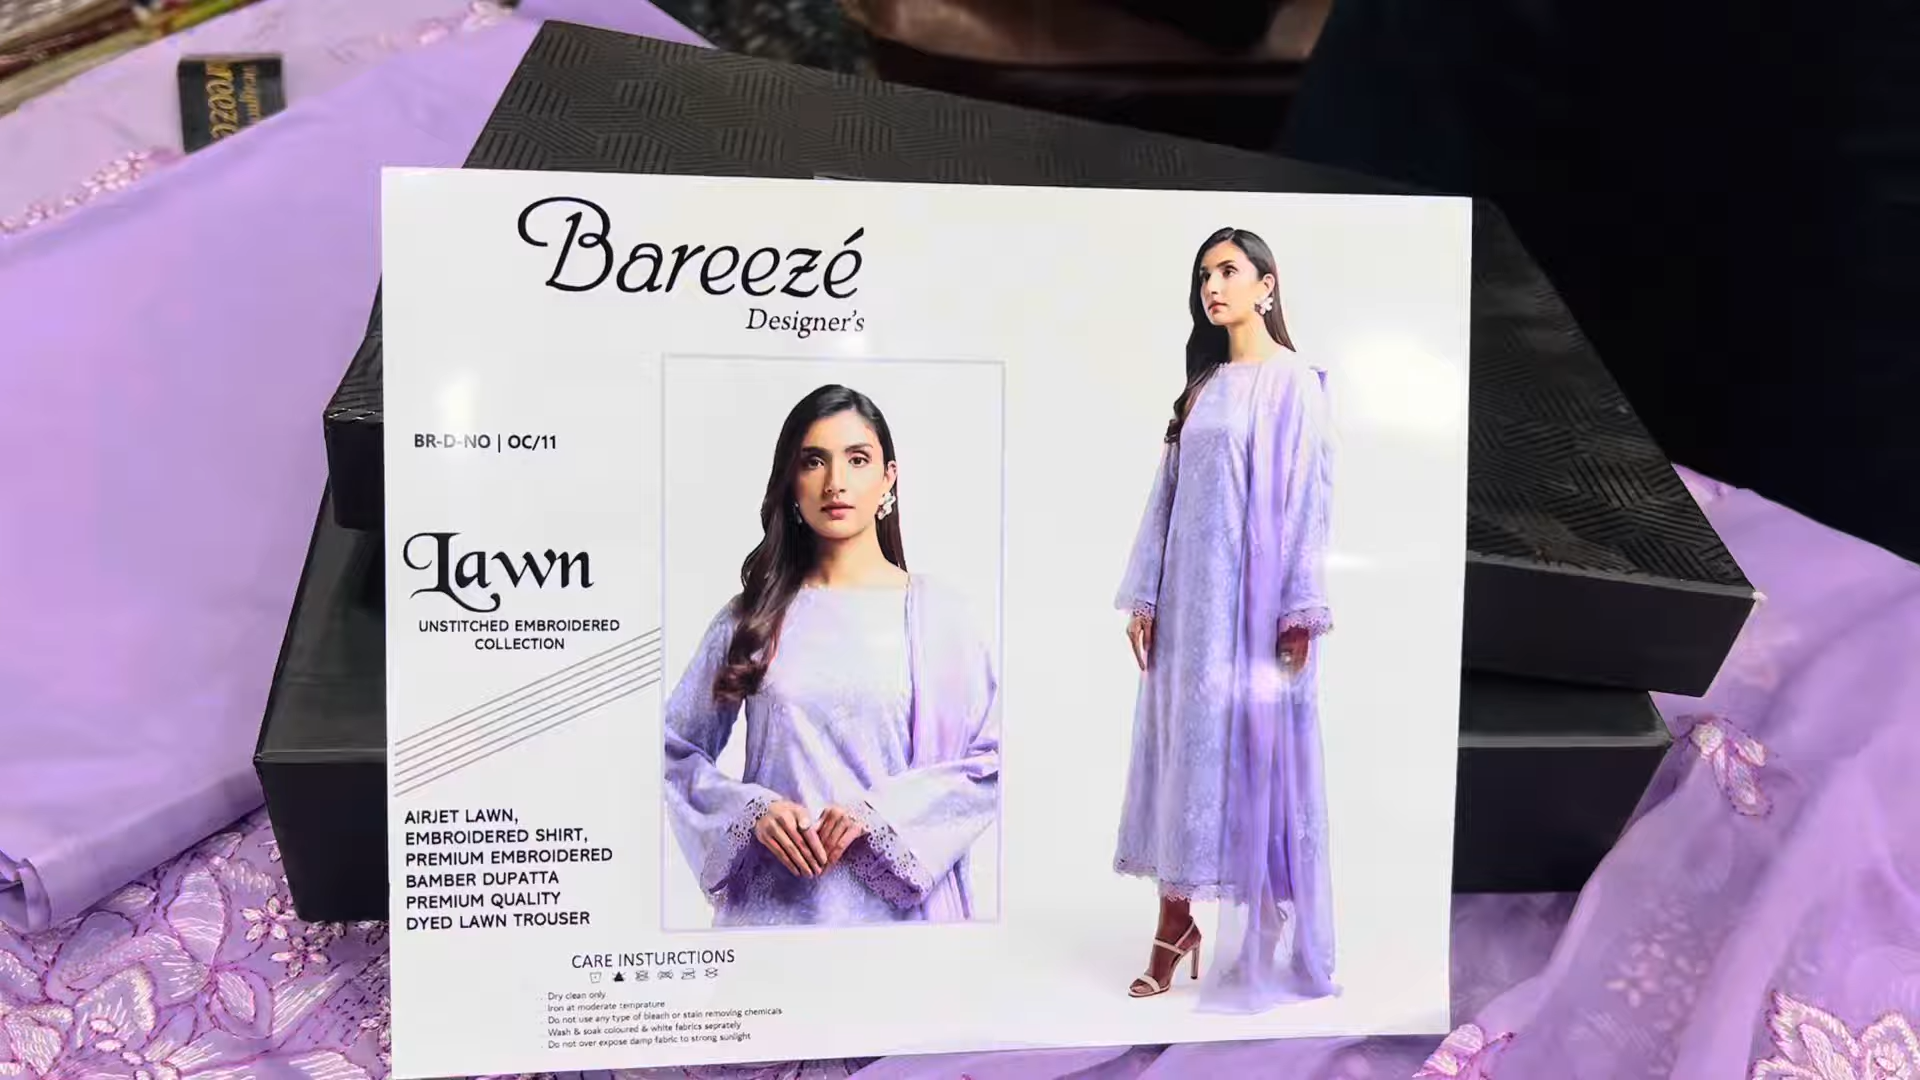 Bareezé
Designer's
BR-D-NO | OC/11
Lawn
UNSTITCHED EMBROIDERED
COLLECTION
AIRJET LAWN,
EMBROIDERED SHIRT,
PREMIUM EMBROIDERED
BAMBER DUPATTA
PREMIUM QUALITY
DYED LAWN TROUSER
CARE INSTURCTIONS
Dry clean only
Iron at moderate temprature
Do not use any type of bleach or stain removing chemicals
Wash & soak coloured & white fabrics seprately
Do not over expose damp fabric to strong sunlight